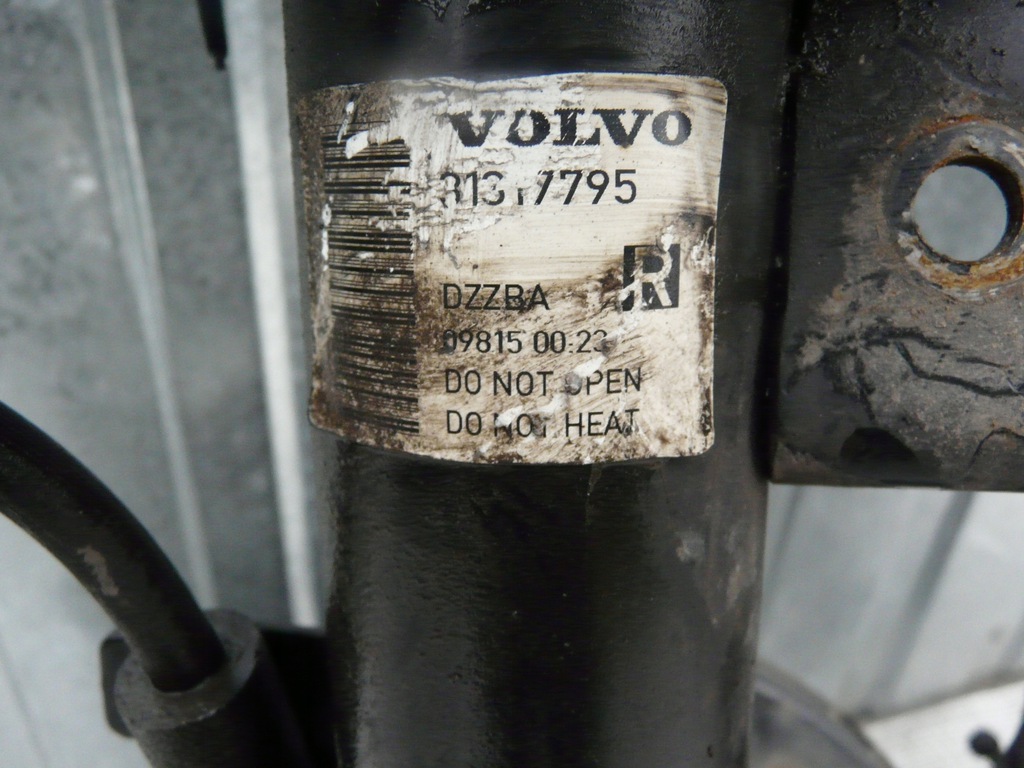 VOLVO
31317795
R
DZZBA
09815 00:23
DO NOT OPEN
DO NOT HEAT